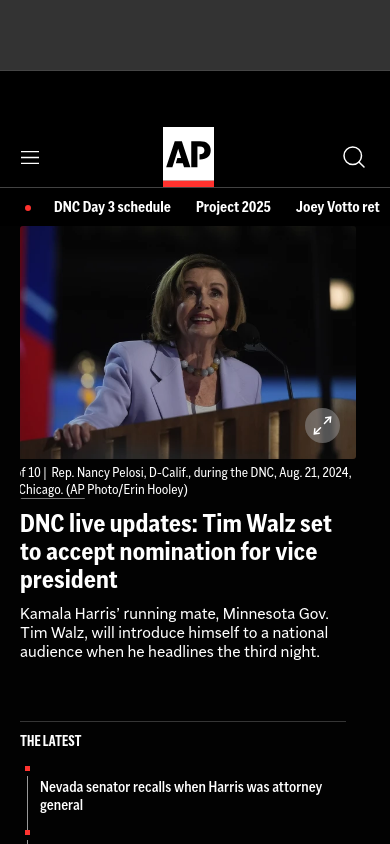 AP
DNC Day 3 schedule Project 2025 Joey Votto ret
of 10 | Rep. Nancy Pelosi, D-Calif., during the DNC, Aug. 21, 2024,
Chicago. (AP Photo/Erin Hooley)
DNC live updates: Tim Walz set
to accept nomination for vice
president
Kamala Harris’ running mate, Minnesota Gov.
Tim Walz, will introduce himself to a national
audience when he headlines the third night.
THE LATEST
Nevada senator recalls when Harris was attorney
general